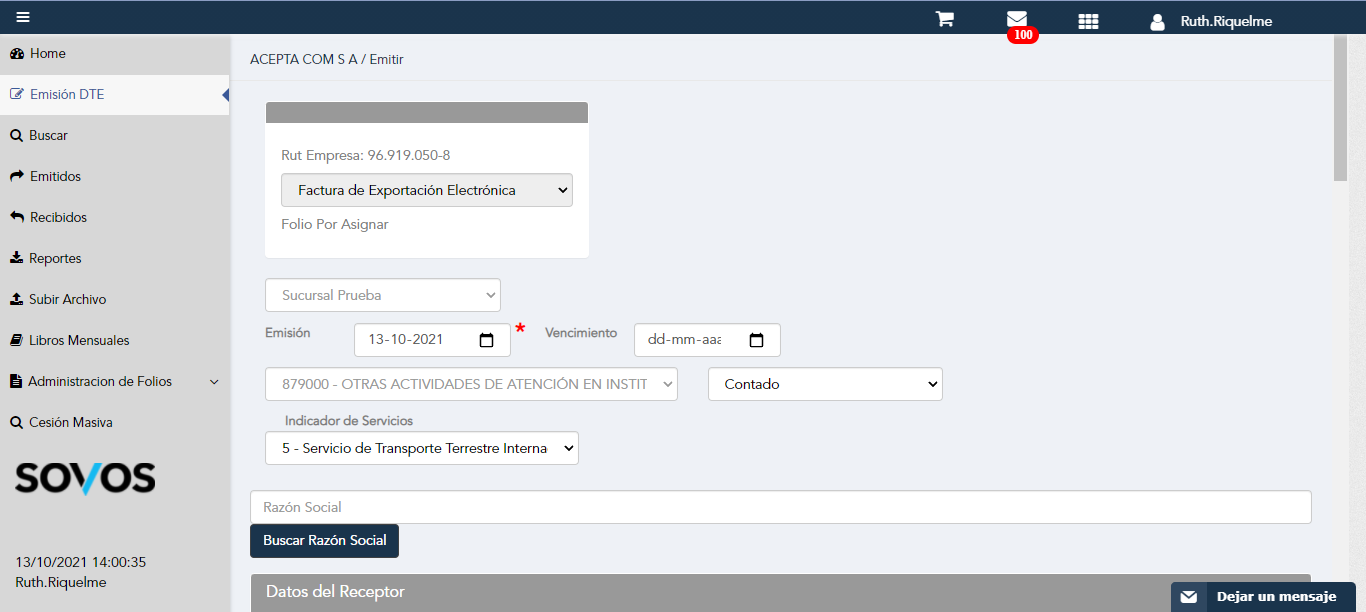 Ruth.Riquelme
100
Home
Emisión DTE
Buscar
Emitidos
Recibidos
Reportes
Subir Archivo
Libros Mensuales
Administracion de Folios
Cesión Masiva
SOVOS
13/10/2021 14:00:35
Ruth.Riquelme
ACEPTA COM S A / Emitir
Rut Empresa: 96.919.050-8
Factura de Exportación Electrónica
Folio Por Asignar
Sucursal Prueba
Emisión 13-10-2021 * Vencimiento dd-mm-aaa
879000 - OTRAS ACTIVIDADES DE ATENCIÓN EN INSTIT Contado
Indicador de Servicios
5 - Servicio de Transporte Terrestre Interna
Razón Social
Buscar Razón Social
Datos del Receptor
Dejar un mensaje